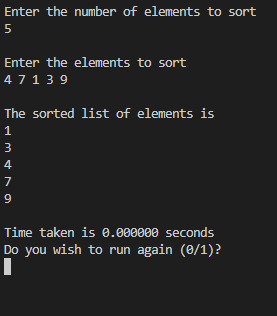 Enter the number of elements to sort
5
Enter the elements to sort
4 7 1 3 9
The sorted list of elements is
1
3
4
7
9
Time taken is 0.000000 seconds
Do you wish to run again (0/1)?